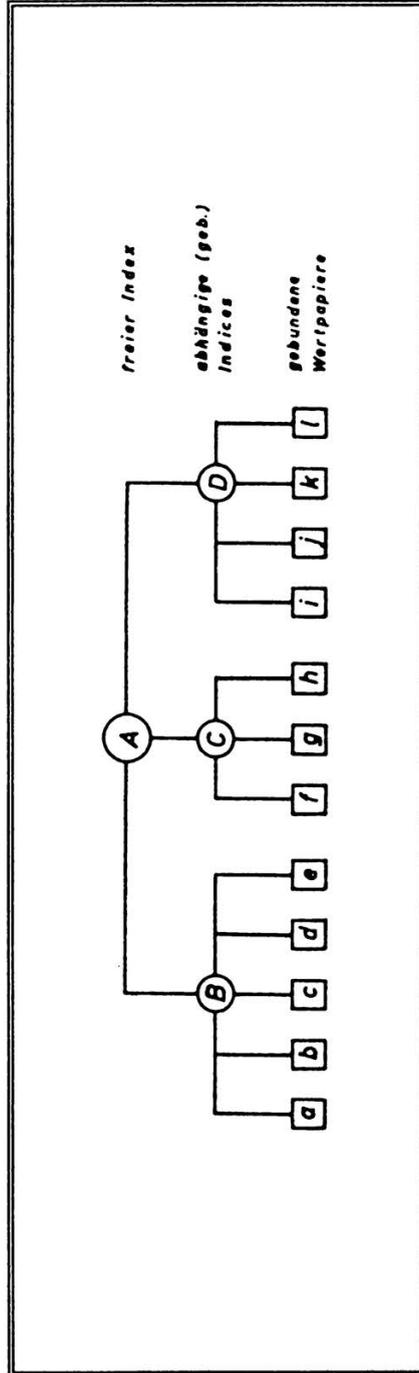 A
freier Index
B C D
abhängige (geb.)
Indices
a b c d e f g h i j k l
gebundene
Wertpapiere